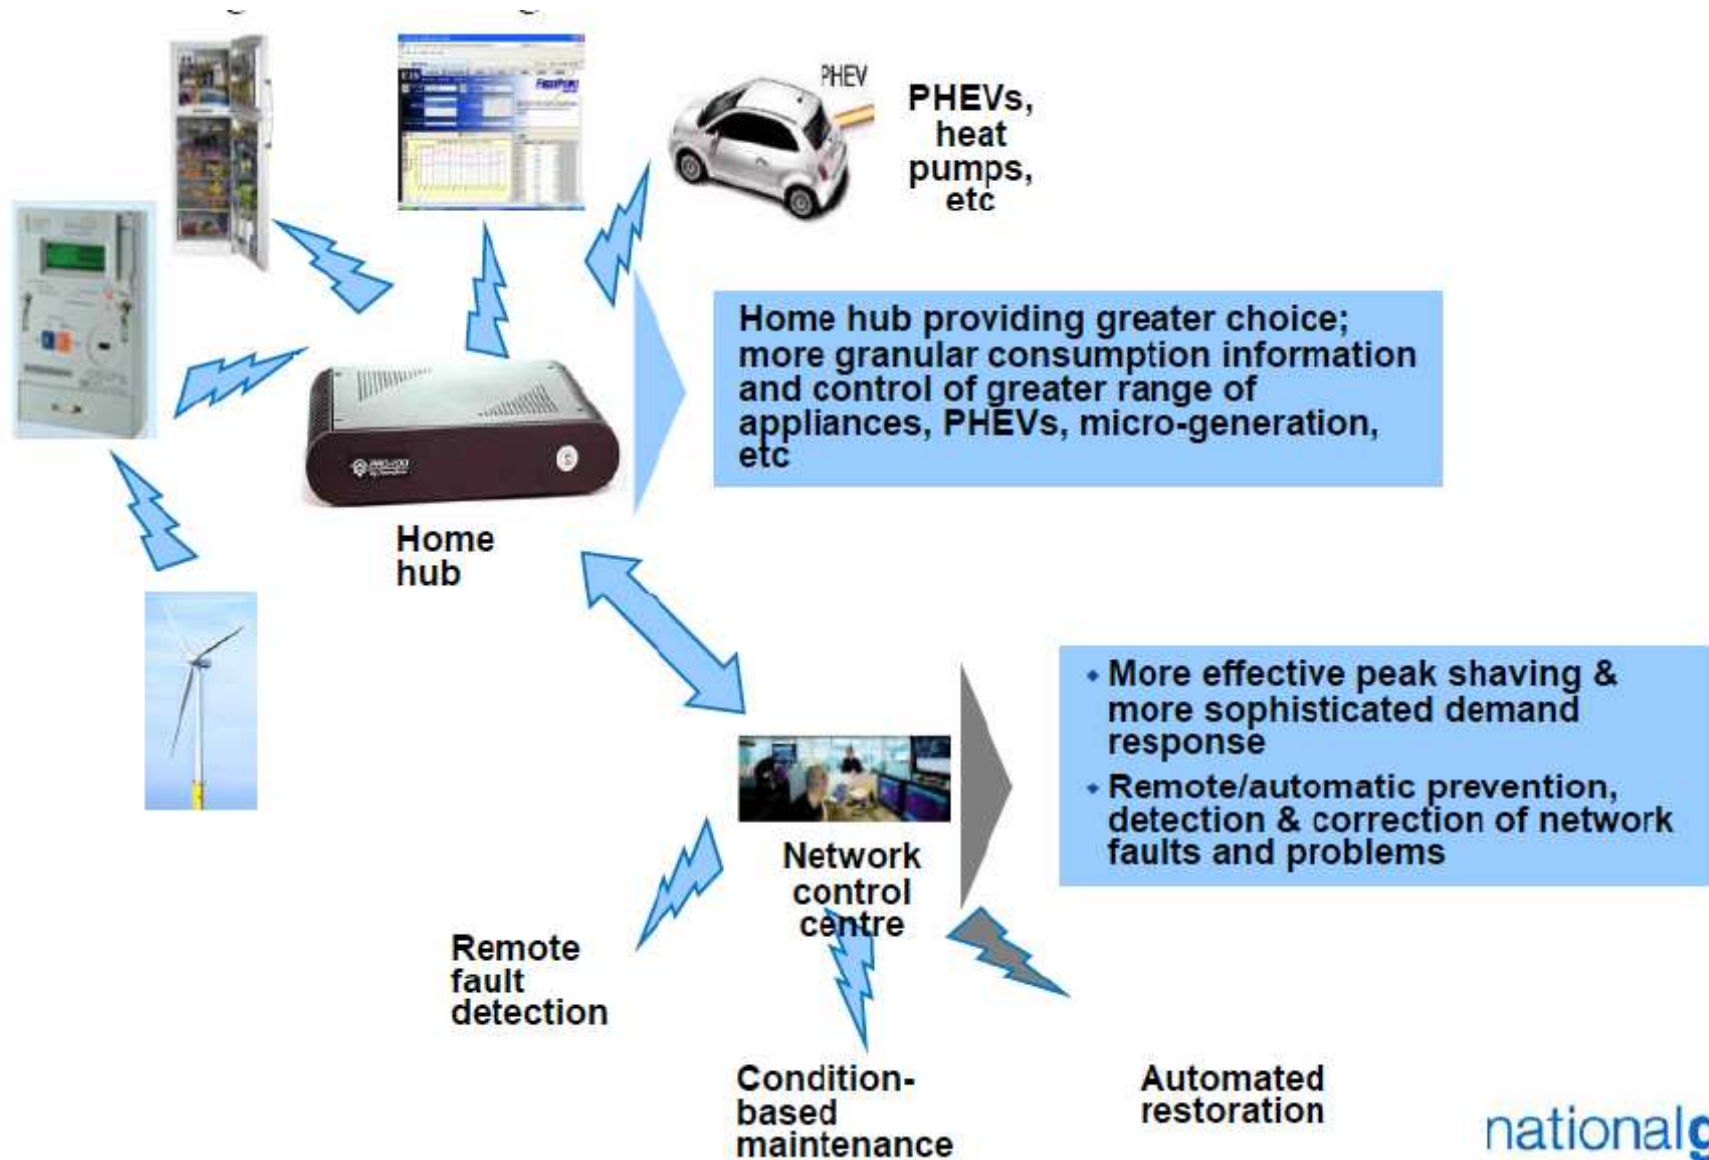 PHEV
PHEVs,
heat
pumps,
etc
Home hub providing greater choice;
more granular consumption information
and control of greater range of
appliances, PHEVs, micro-generation,
etc
Home
hub
• More effective peak shaving &
more sophisticated demand
response
• Remote/automatic prevention,
detection & correction of network
faults and problems
Network
control
centre
Remote
fault
detection
Condition-
based
maintenance
Automated
restoration
nationalg